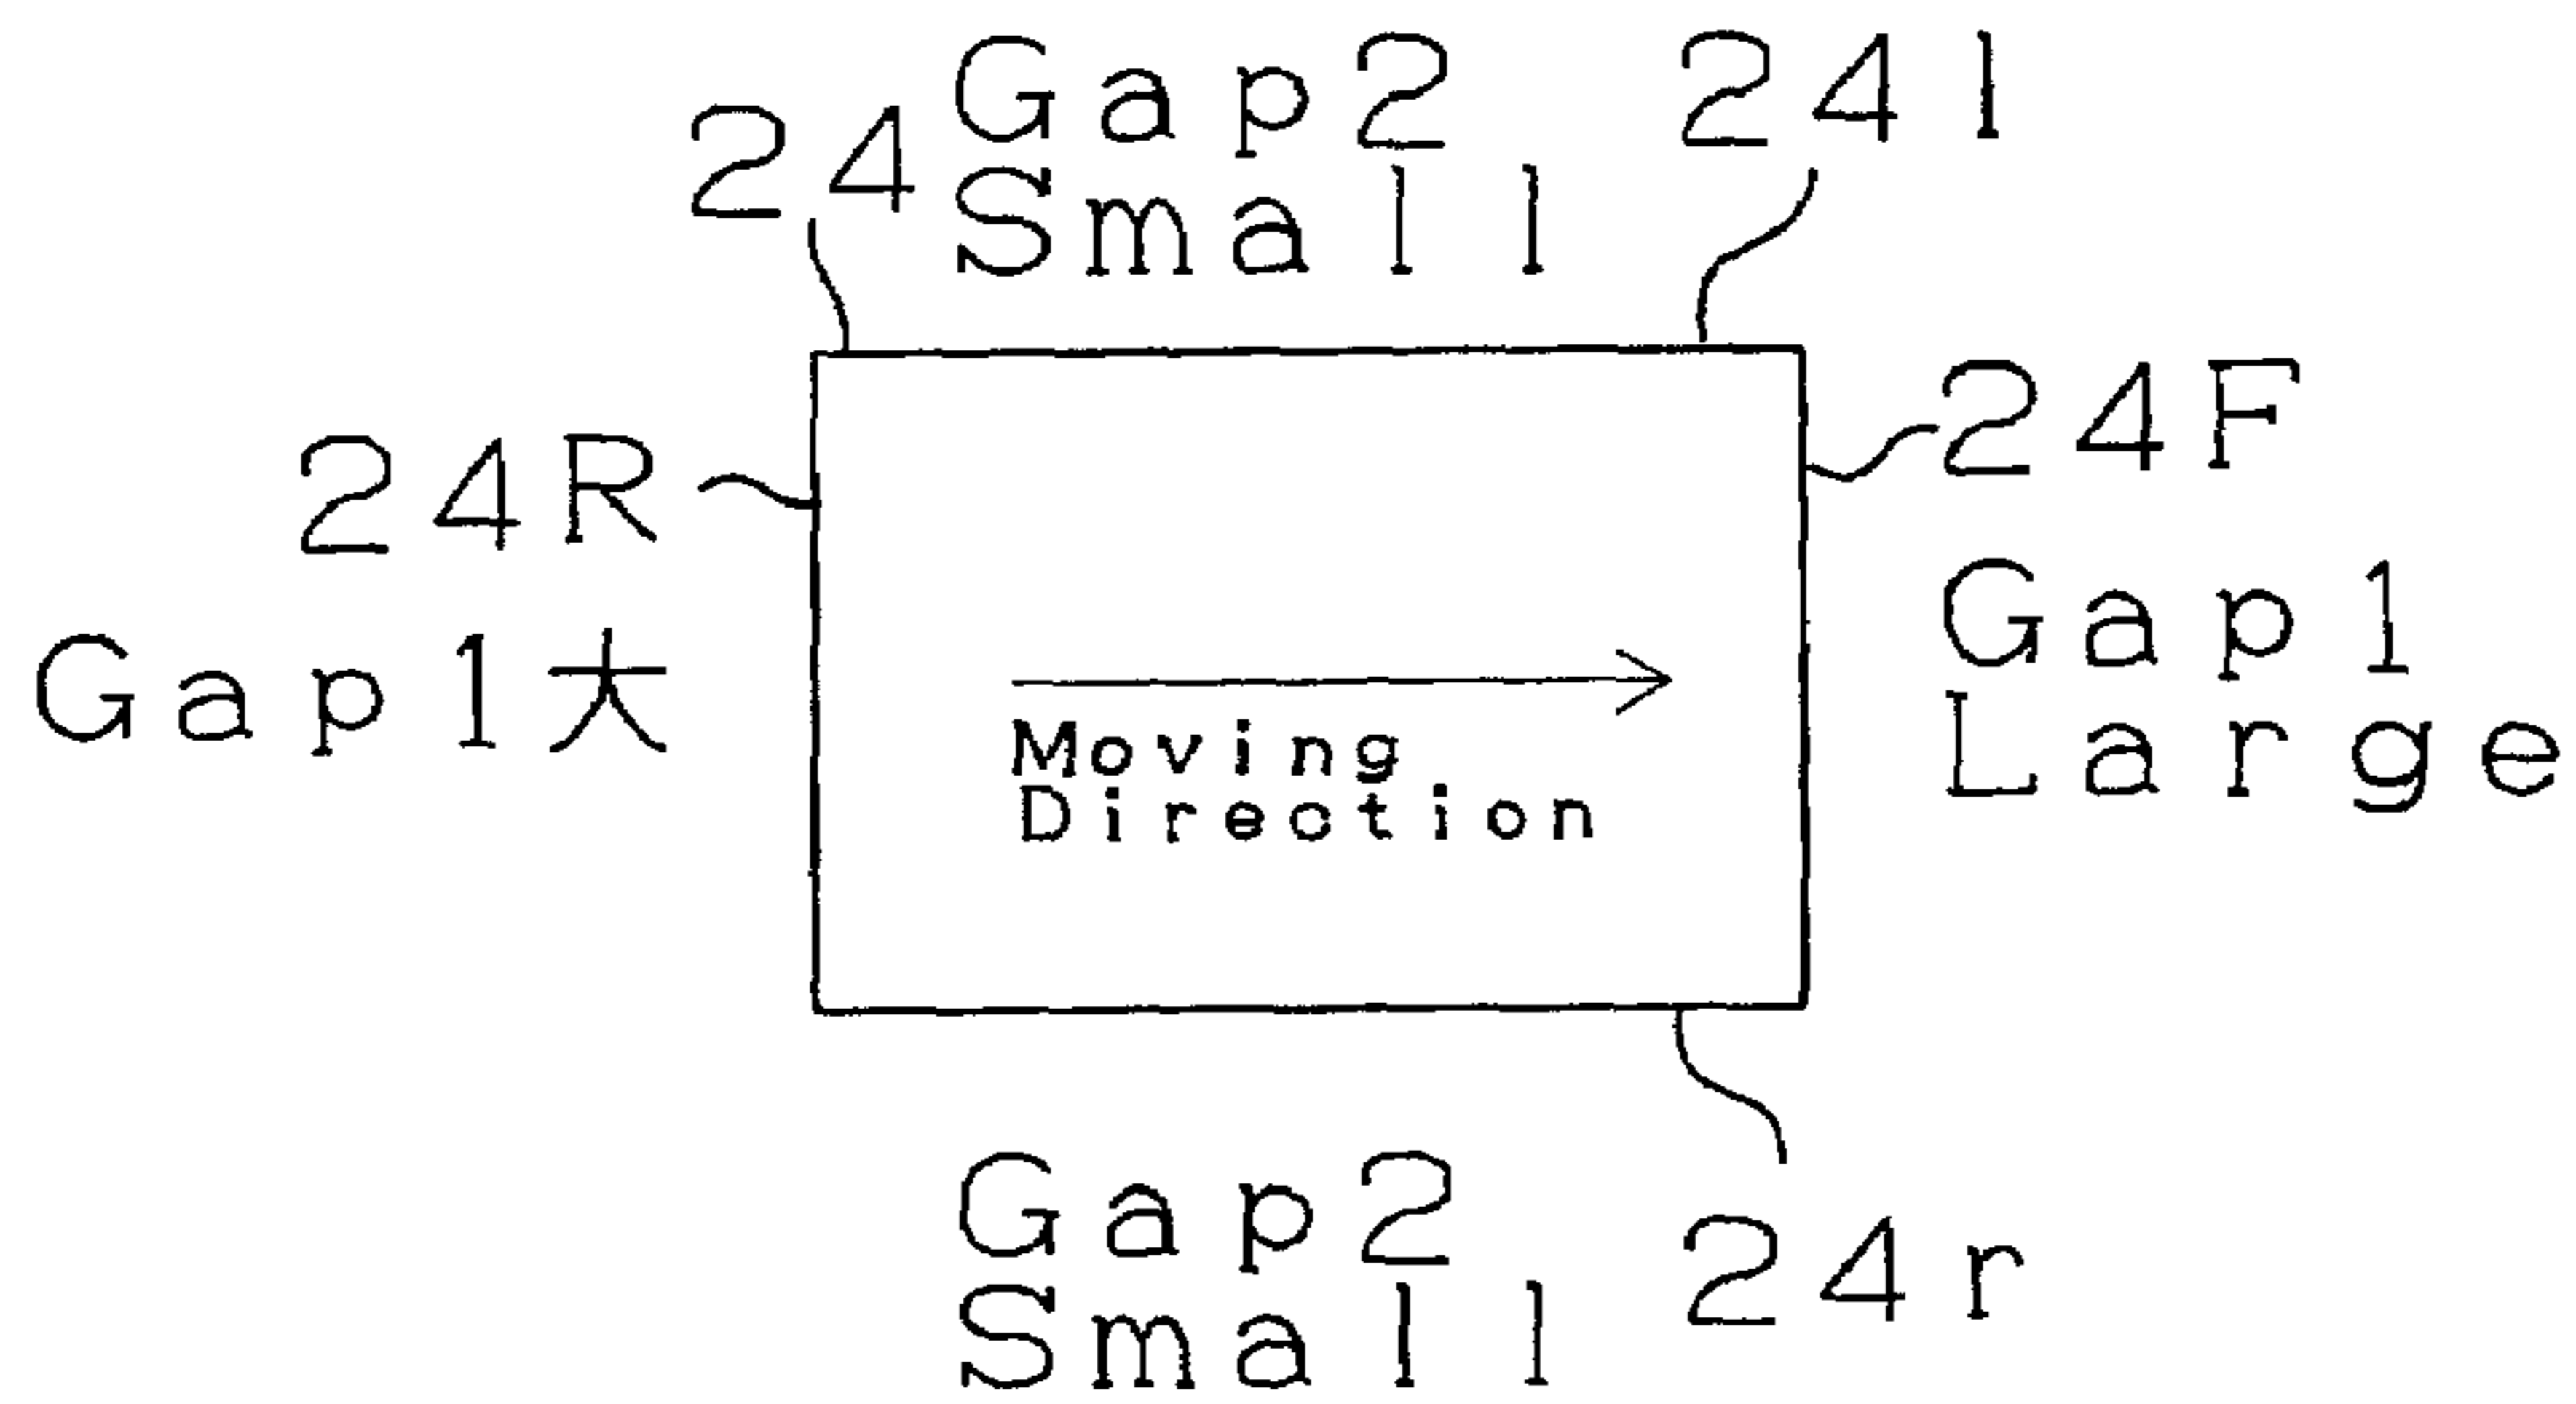 24
Gap2
Small
24l
24R
Gap1大
24F
Gap1
Large
Moving
Direction
Gap2
Small
24r